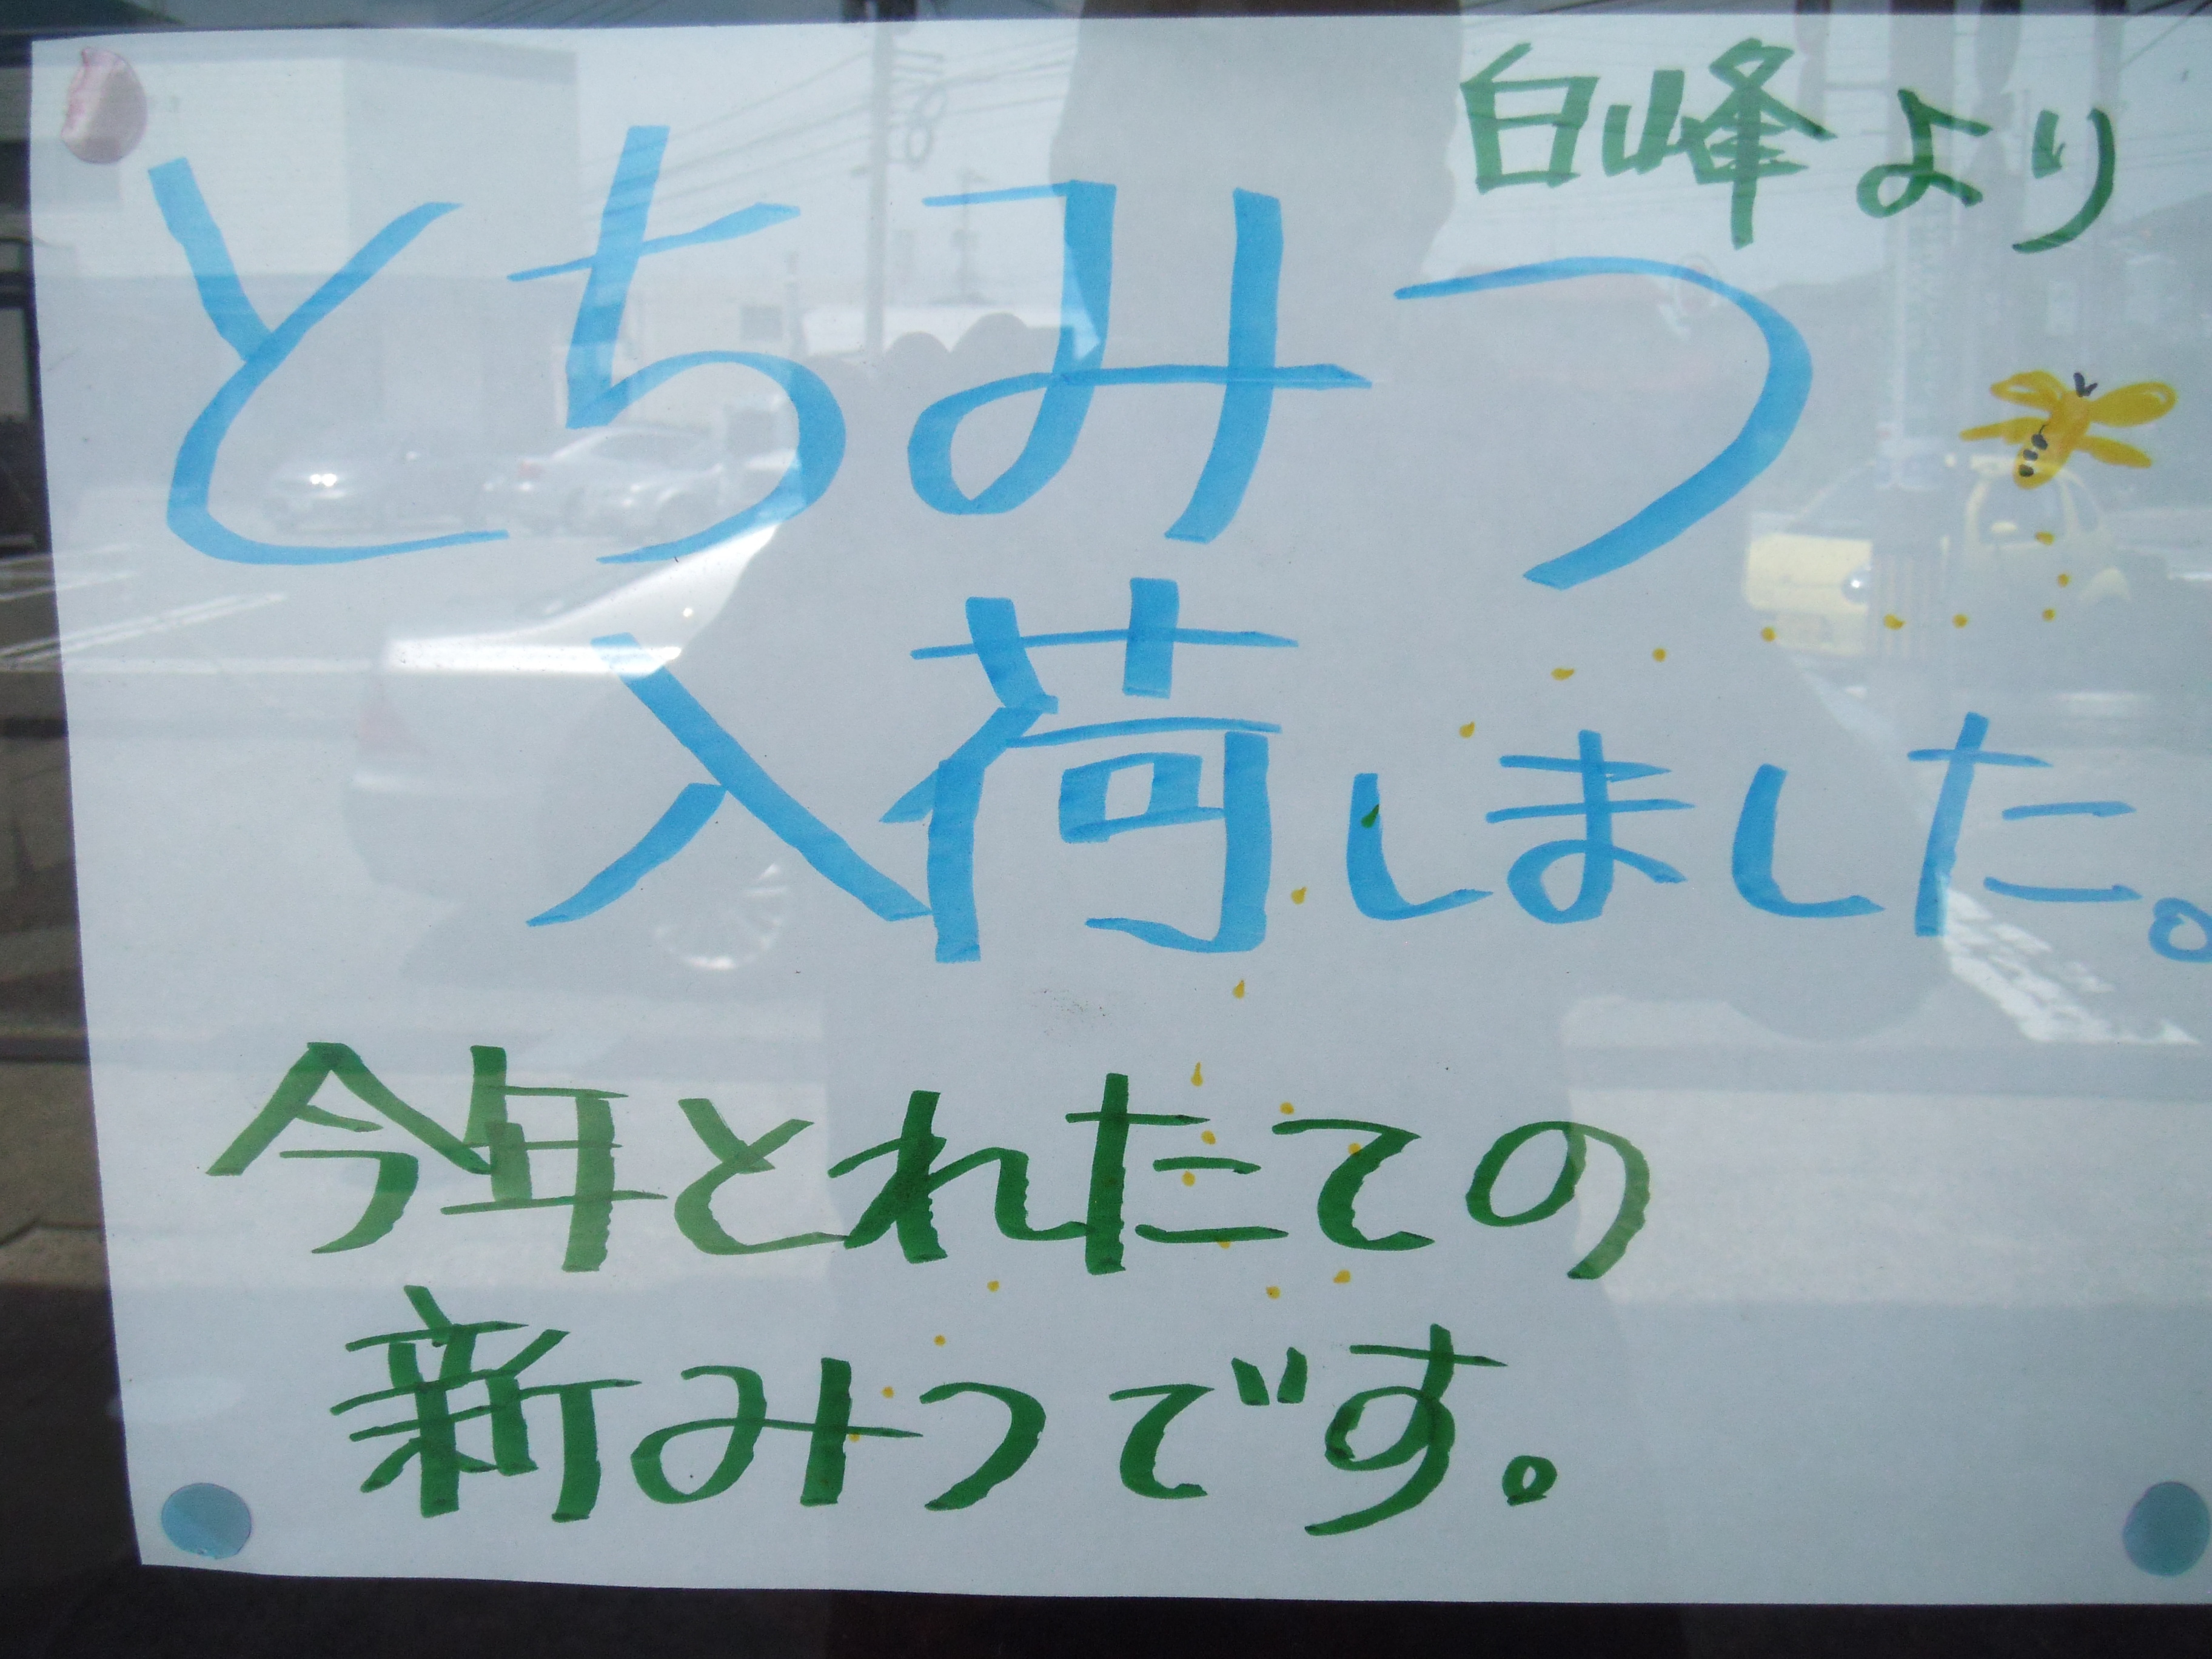 白峰より
とちみつ
入荷しました。
今年とれたての
新みつです。